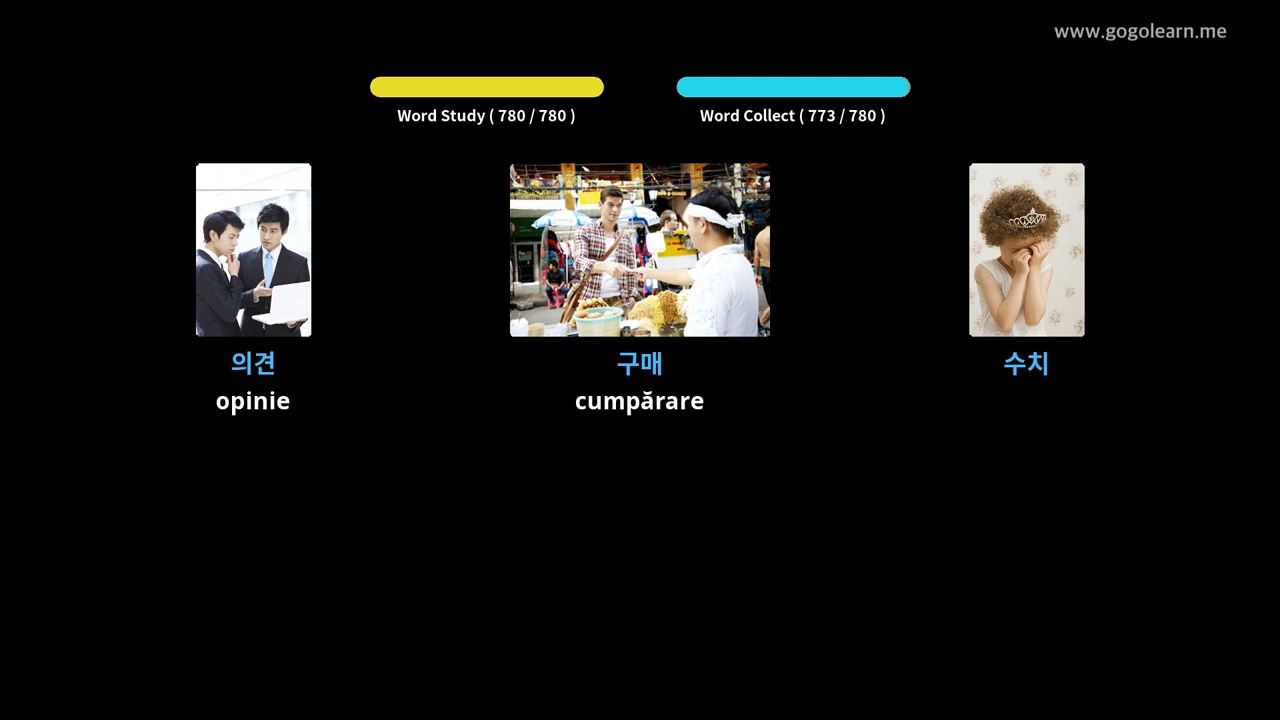 www.gogolearn.me
Word Study ( 780 / 780 )
Word Collect ( 773 / 780 )
의견
구매
수치
opinie
cumpărare